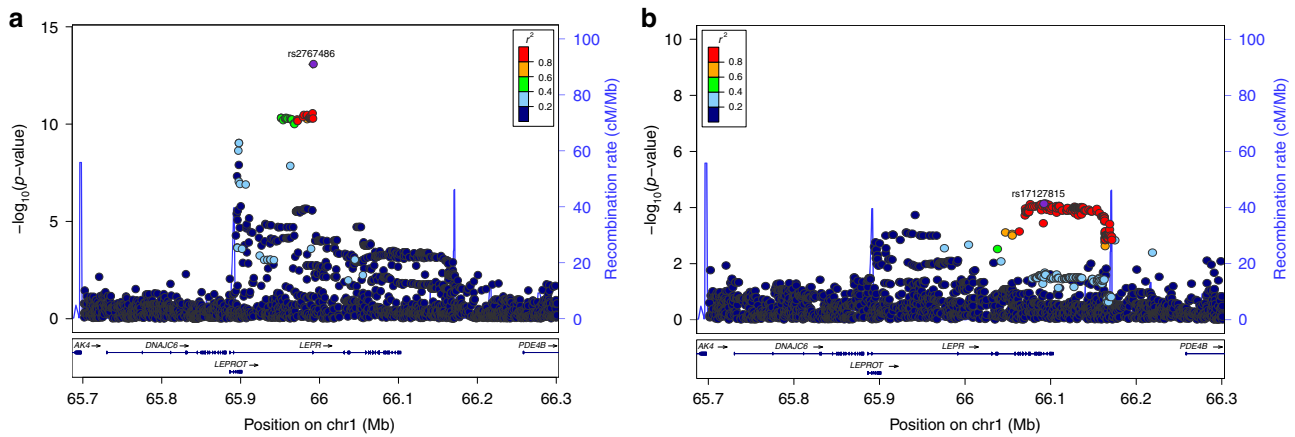 a
15
10
5
0
−log10(p−value)
100
80
60
40
20
0
Recombination rate (cM/Mb)
rs2767486
r2
0.8
0.6
0.4
0.2
AK4 →
DNAJC6 →
LEPR →
PDE4B →
LEPROT →
65.7 65.8 65.9 66 66.1 66.2 66.3
Position on chr1 (Mb)
b
10
8
6
4
2
0
−log10(p−value)
100
80
60
40
20
0
Recombination rate (cM/Mb)
rs17127815
r2
0.8
0.6
0.4
0.2
AK4 →
DNAJC6 →
LEPR →
PDE4B →
LEPROT →
65.7 65.8 65.9 66 66.1 66.2 66.3
Position on chr1 (Mb)